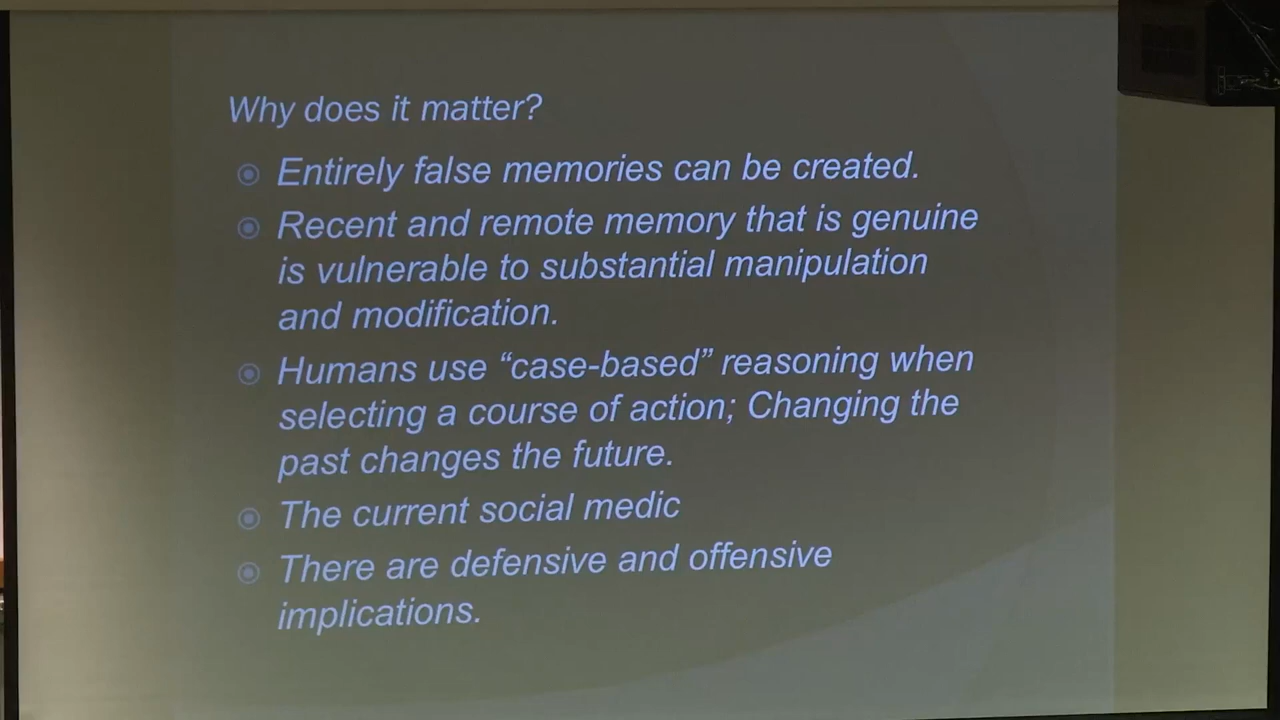 Why does it matter?
Entirely false memories can be created.
Recent and remote memory that is genuine
is vulnerable to substantial manipulation
and modification.
Humans use “case-based” reasoning when
selecting a course of action; Changing the
past changes the future.
The current social medic
There are defensive and offensive
implications.